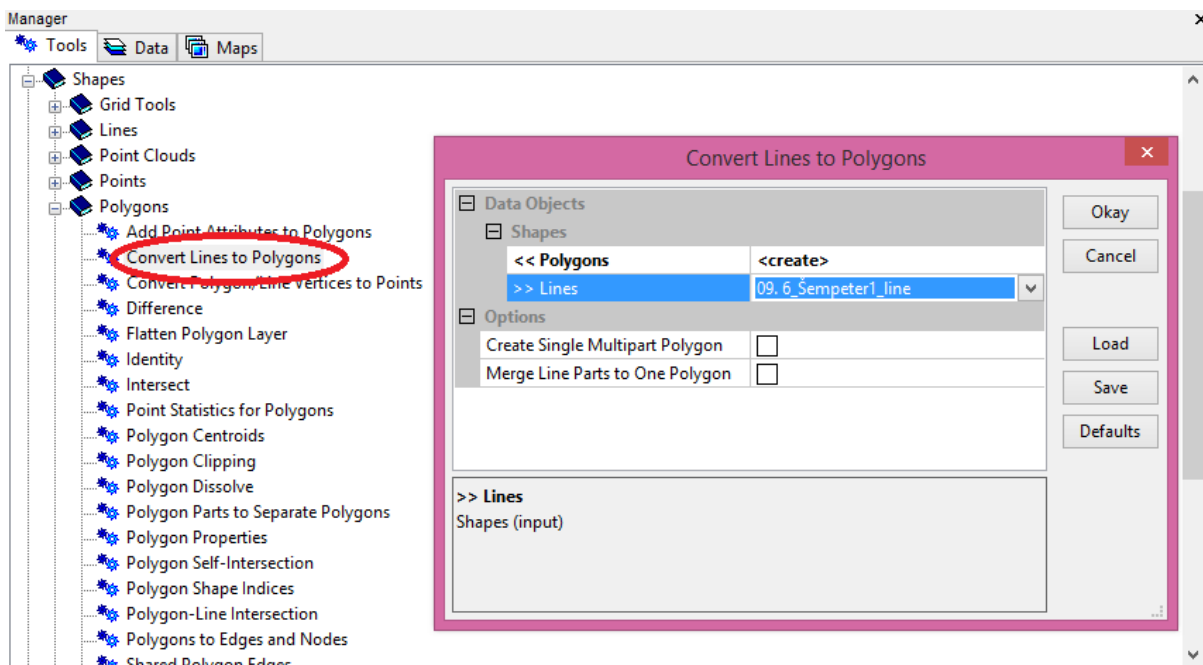 Manager
Tools
Data
Maps
Shapes
Grid Tools
Lines
Point Clouds
Points
Polygons
Add Point Attributes to Polygons
Convert Lines to Polygons
Convert Polygon/Line Vertices to Points
Difference
Flatten Polygon Layer
Identity
Intersect
Point Statistics for Polygons
Polygon Centroids
Polygon Clipping
Polygon Dissolve
Polygon Parts to Separate Polygons
Polygon Properties
Polygon Self-Intersection
Polygon Shape Indices
Polygon-Line Intersection
Polygons to Edges and Nodes
Shared Polygon Edges
Convert Lines to Polygons
Data Objects
Shapes
<< Polygons <create>
>> Lines 09. 6_Šempeter1_line
Options
Create Single Multipart Polygon
Merge Line Parts to One Polygon
>> Lines
Shapes (input)
Okay
Cancel
Load
Save
Defaults